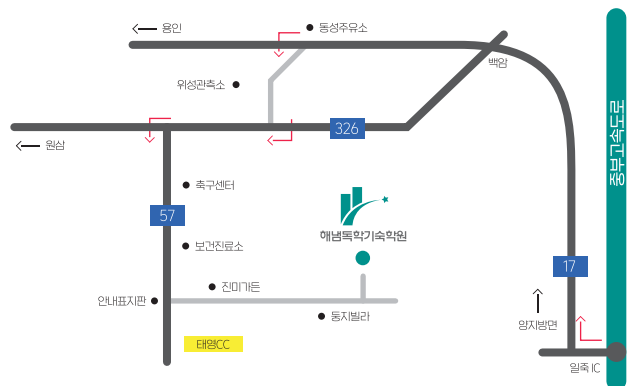 용인
동성주유소
백암
위성관측소
326
원삼
중부고속도로
축구센터
57
해냄독학기숙학원
보건진료소
17
진미가든
안내표지판
둥지빌라
양지방면
태영CC
일죽 IC